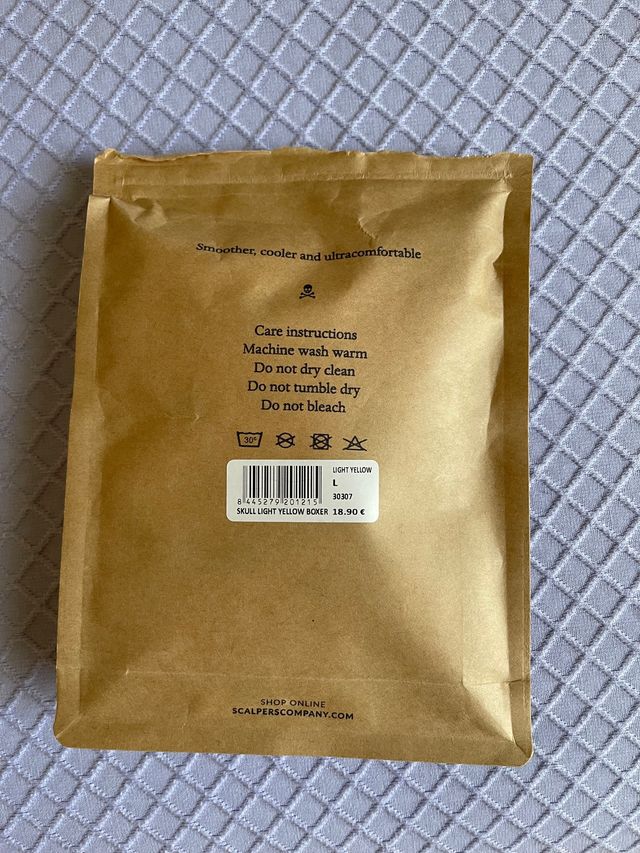 Smoother, cooler and ultracomfortable
Care instructions
Machine wash warm
Do not dry clean
Do not tumble dry
Do not bleach
30°
LIGHT YELLOW
L
30307
8 445279 201215
SKULL LIGHT YELLOW BOXER 18.90 €
SHOP ONLINE
SCALPERSCOMPANY.COM